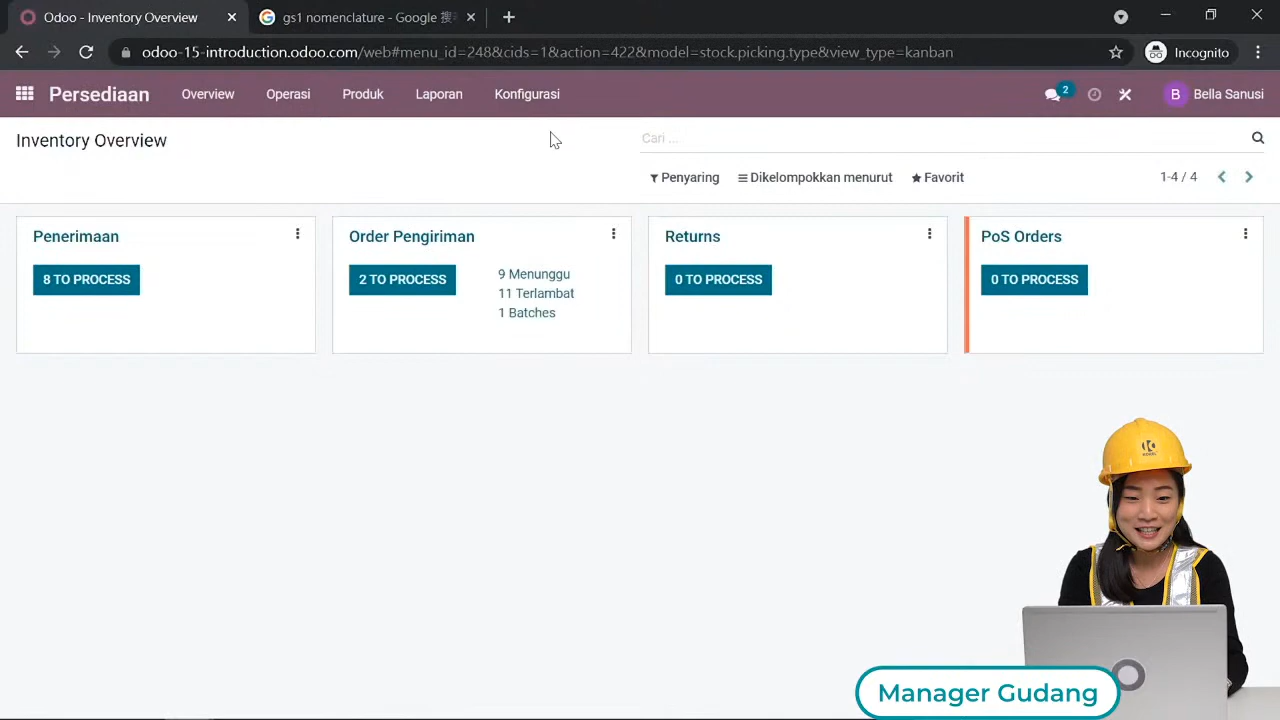 Odoo - Inventory Overview
gs1 nomenclature - Google 搜
odoo-15-introduction.odoo.com/web#menu_id=248&cids=1&action=422&model=stock.picking.type&view_type=kanban
Incognito
Persediaan
Overview
Operasi
Produk
Laporan
Konfigurasi
2
B
Bella Sanusi
Inventory Overview
Cari ...
Penyaring
Dikelompokkan menurut
Favorit
1-4 / 4
Penerimaan
8 TO PROCESS
Order Pengiriman
2 TO PROCESS
9 Menunggu
11 Terlambat
1 Batches
Returns
0 TO PROCESS
PoS Orders
0 TO PROCESS
Manager Gudang